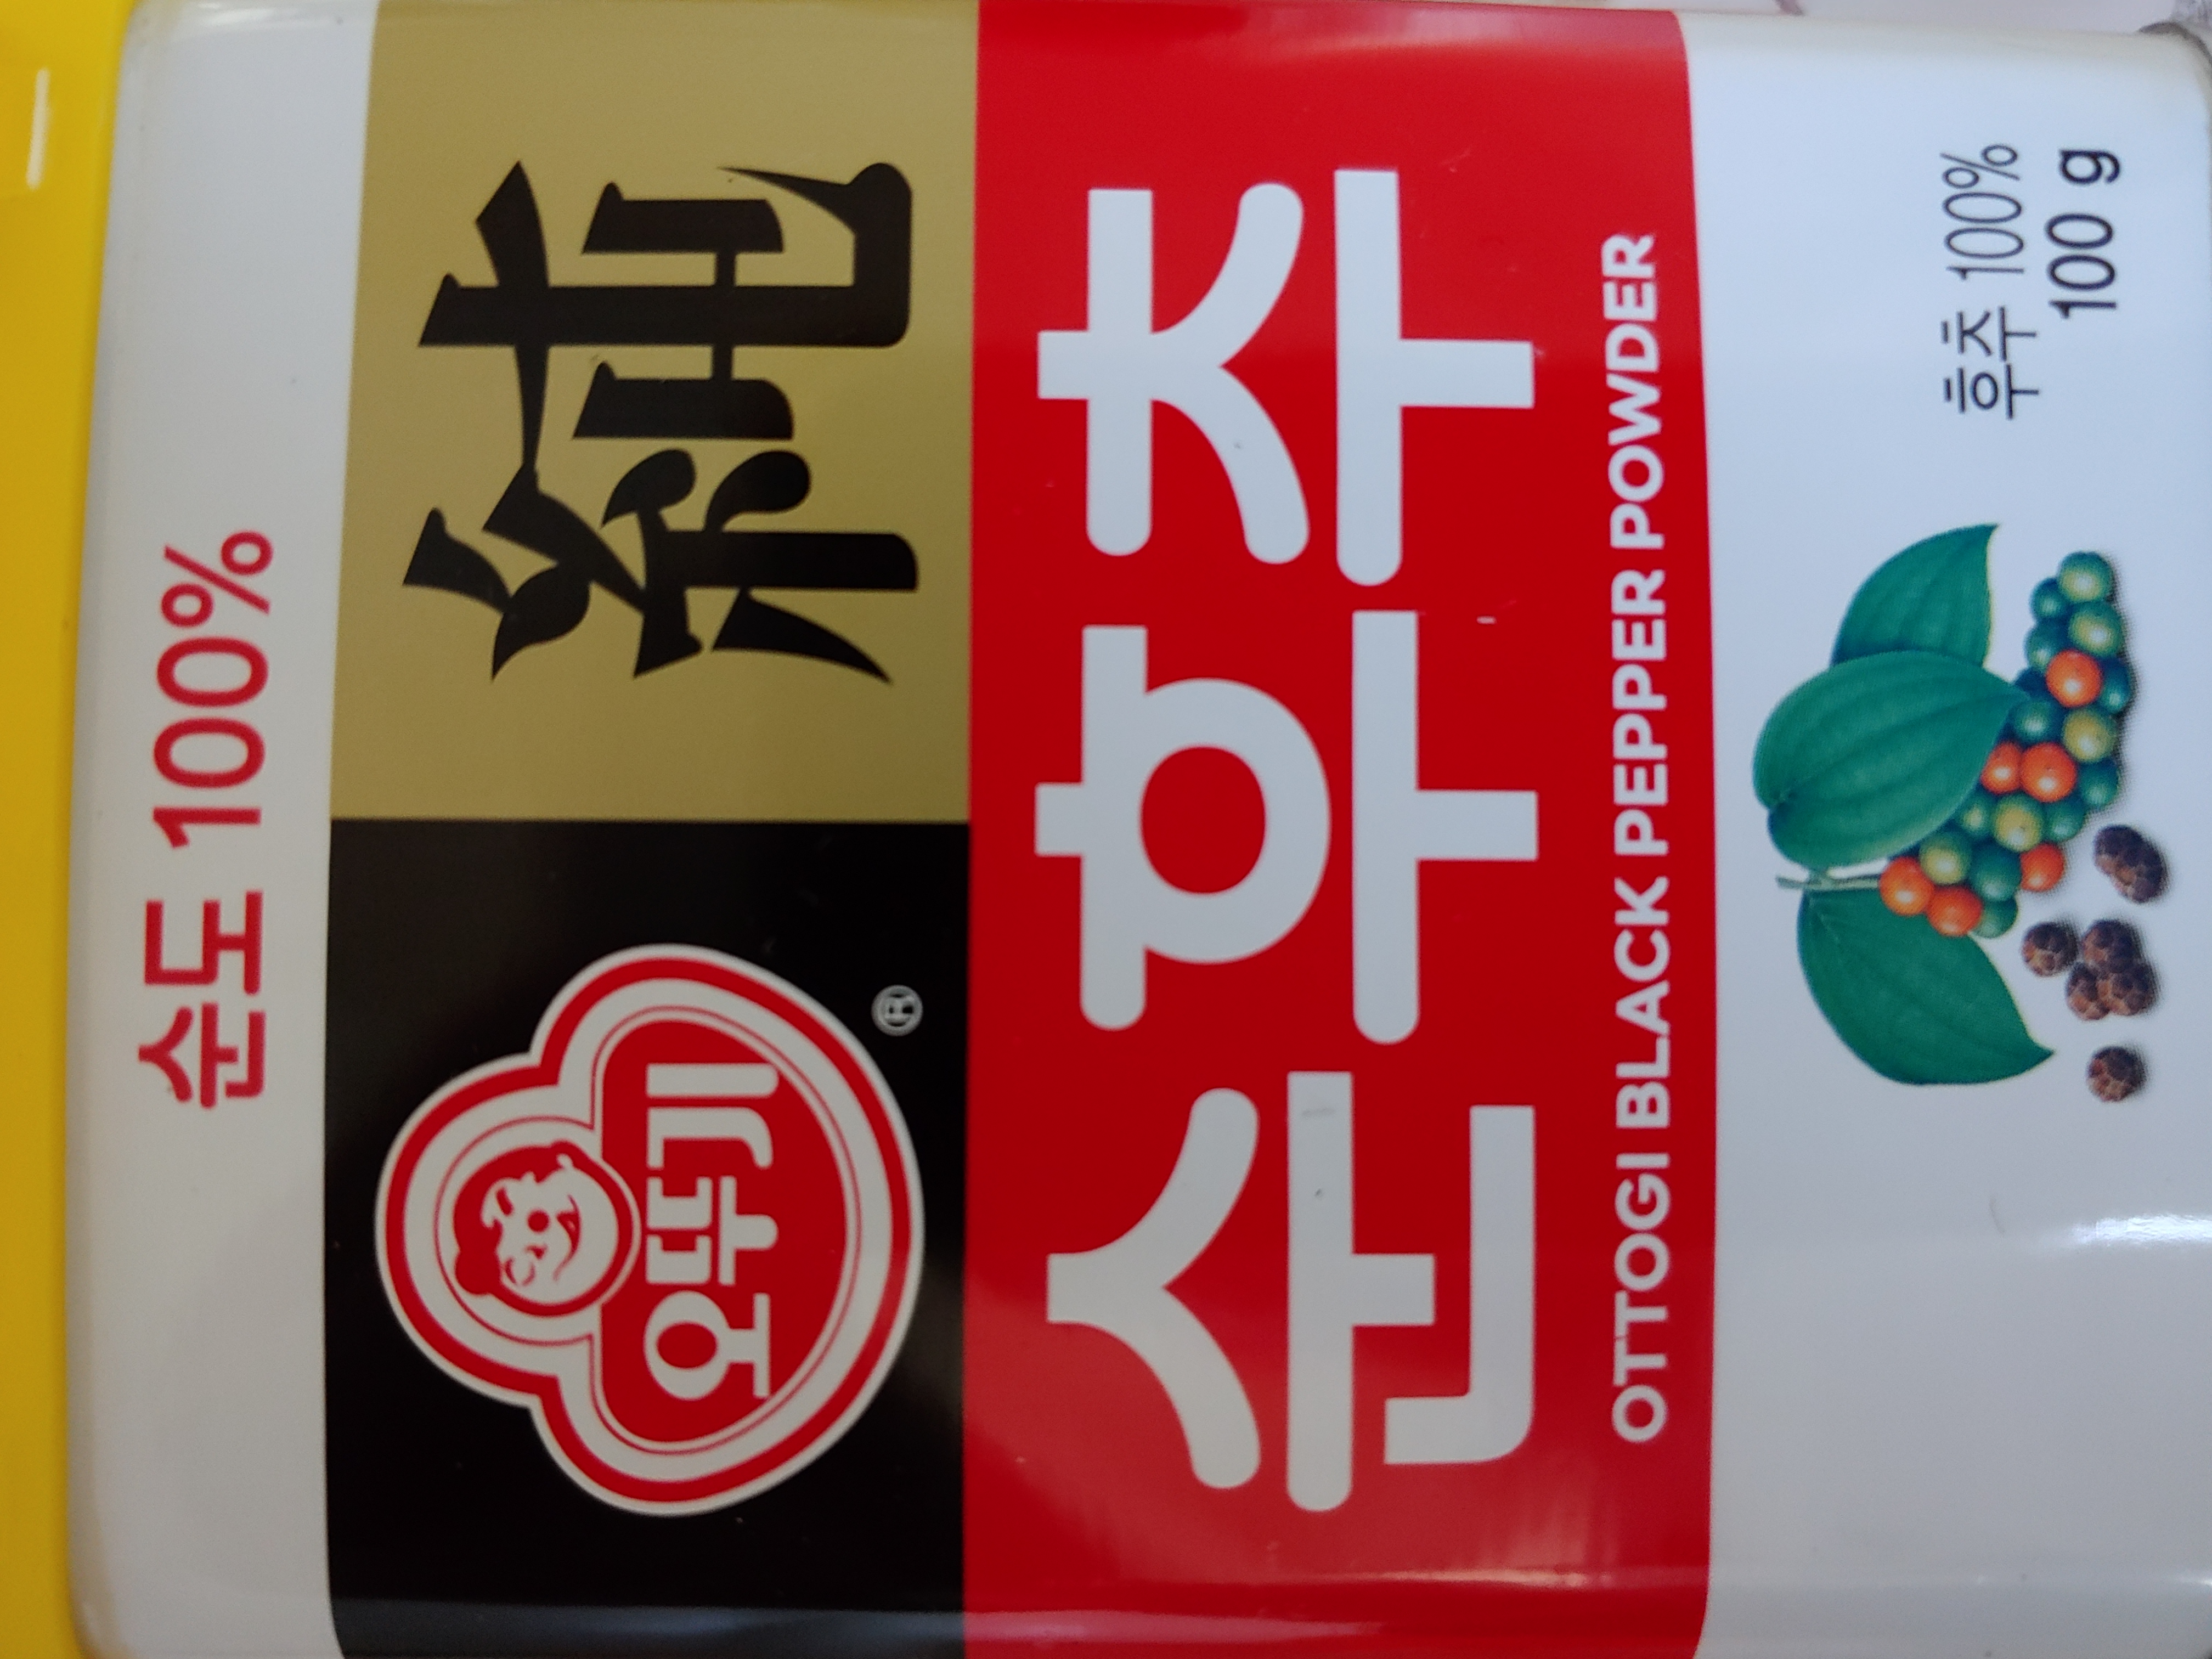 순도 100%
오뚜기 ® 純
순후추
OTTOGI BLACK PEPPER POWDER
후추 100%
100 g